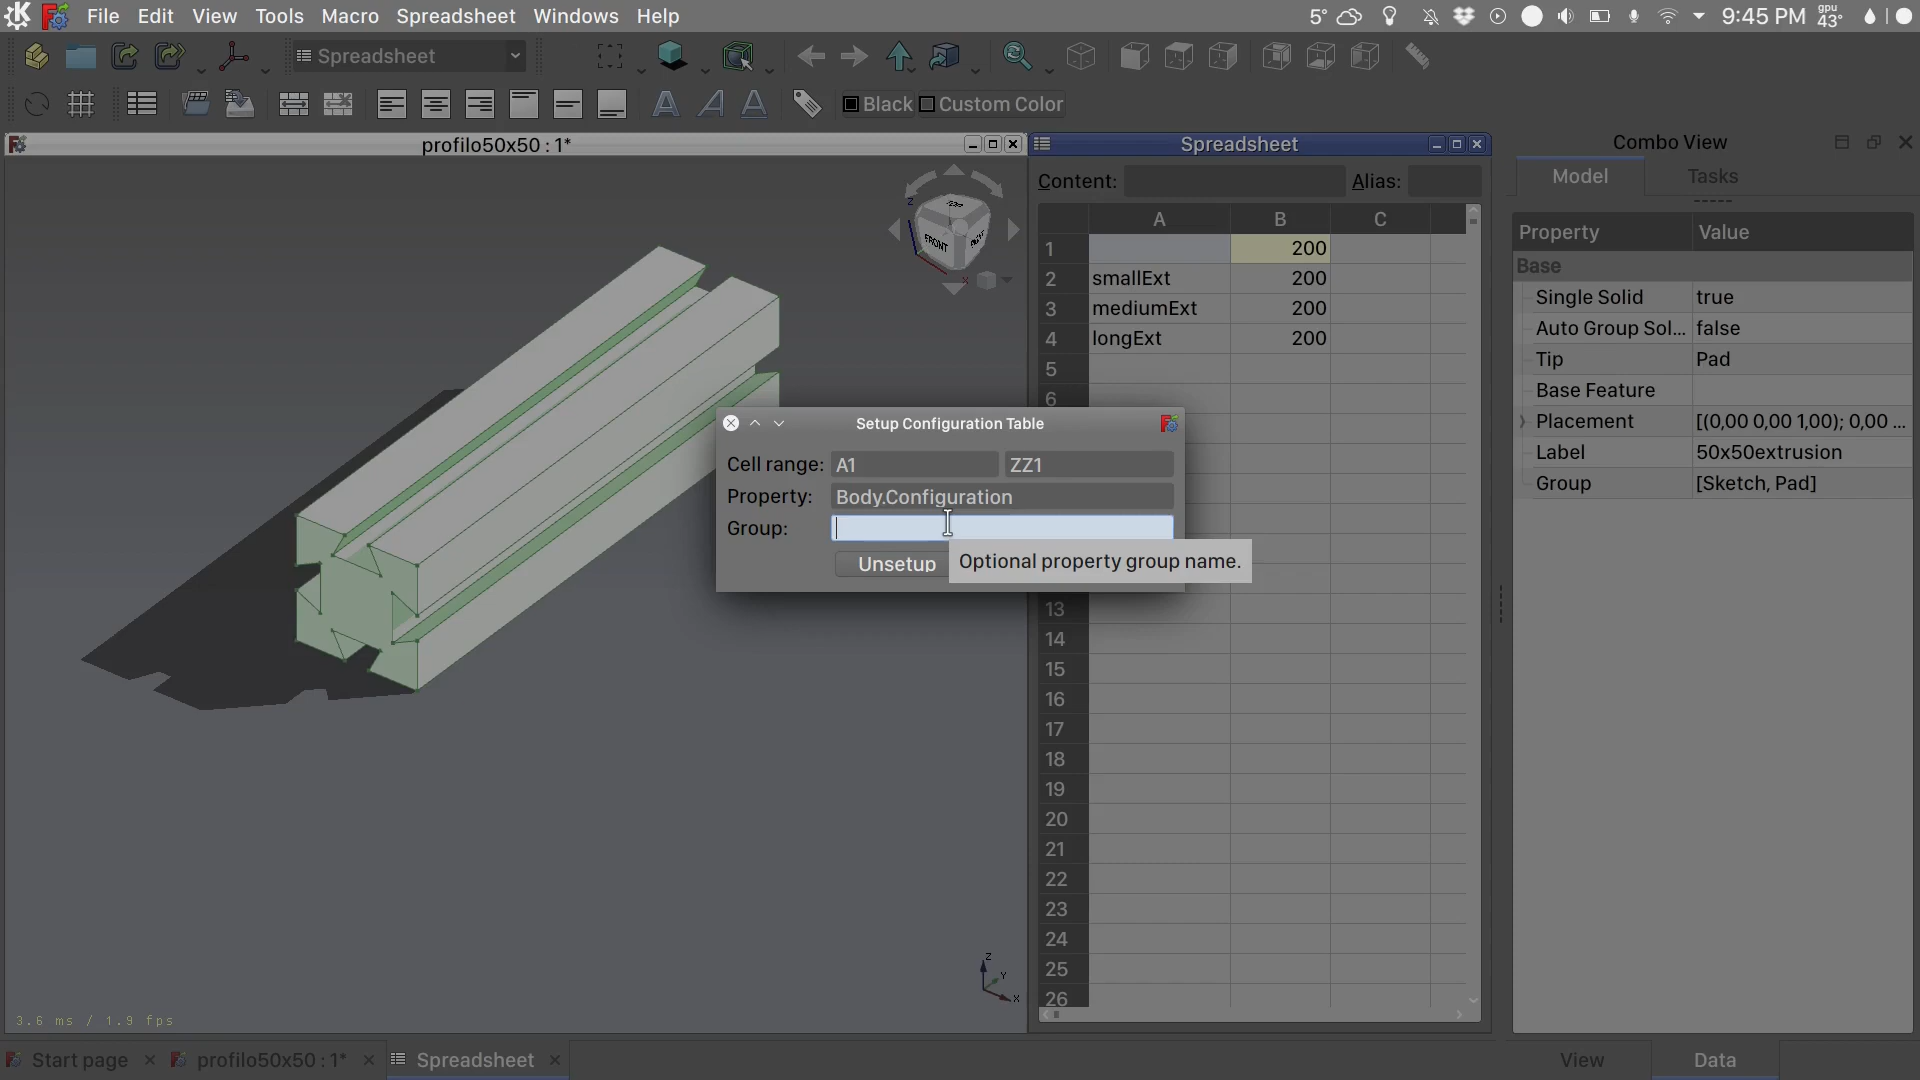 File Edit View Tools Macro Spreadsheet Windows Help 5° 9:45 PM gpu 43°
Spreadsheet
Black Custom Color
profilo50x50 : 1*
Spreadsheet
Combo View
Content: Alias:
Model Tasks
A B C
Property Value
1 200
Base
2 smallExt 200
Single Solid true
3 mediumExt 200
Auto Group Sol... false
4 longExt 200
Tip Pad
5
Base Feature
6
Placement [(0,00 0,00 1,00); 0,00 ...
Label 50x50extrusion
Group [Sketch, Pad]
FRONT
Z
X
Setup Configuration Table
Cell range: A1 ZZ1
Property: Body.Configuration
Group:
Unsetup
Optional property group name.
13
14
15
16
17
18
19
20
21
22
23
24
25
26
Z
Y
X
3.6 ms / 1.9 fps
Start page profilo50x50 : 1* Spreadsheet
View Data